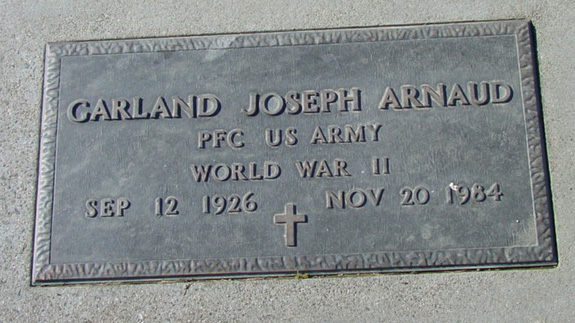 GARLAND JOSEPH ARNAUD
PFC US ARMY
WORLD WAR II
SEP 12 1926 NOV 20 1984